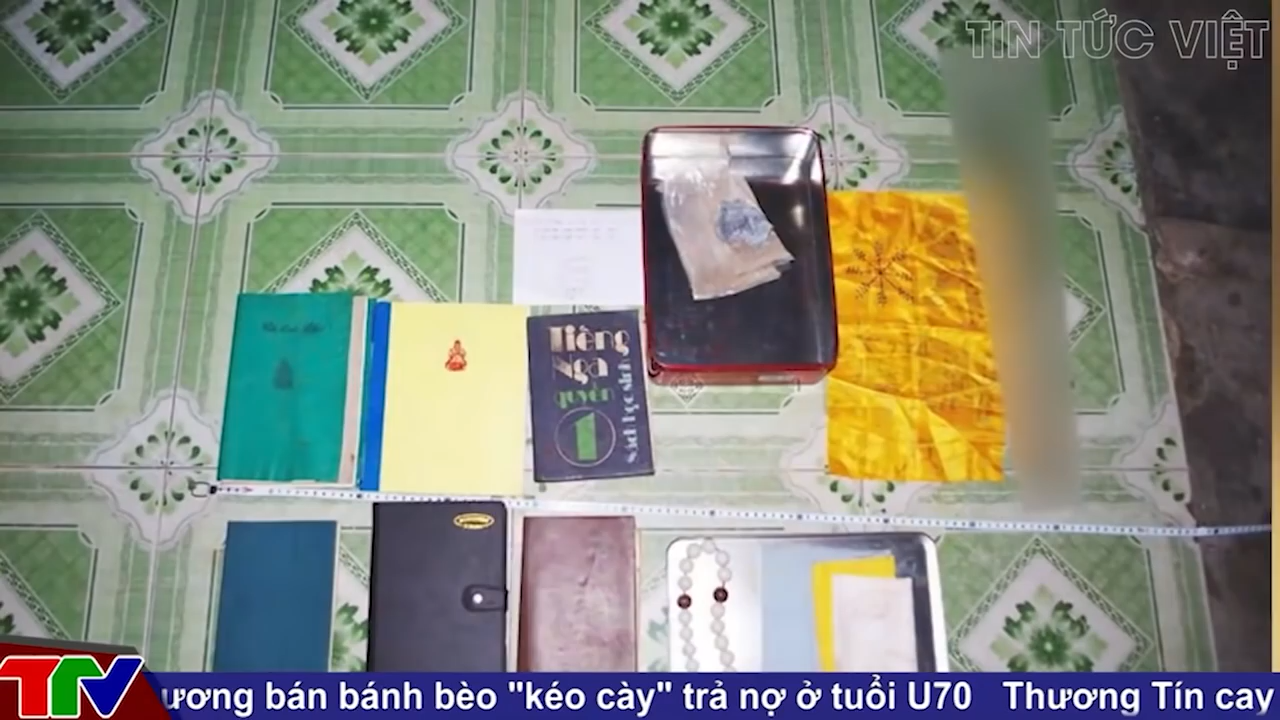 TIN TỨC VIỆT
Tiếng
Nga
quyển
1
sách học sinh
TTV
ương bán bánh bèo "kéo cày" trả nợ ở tuổi U70 Thương Tín cay